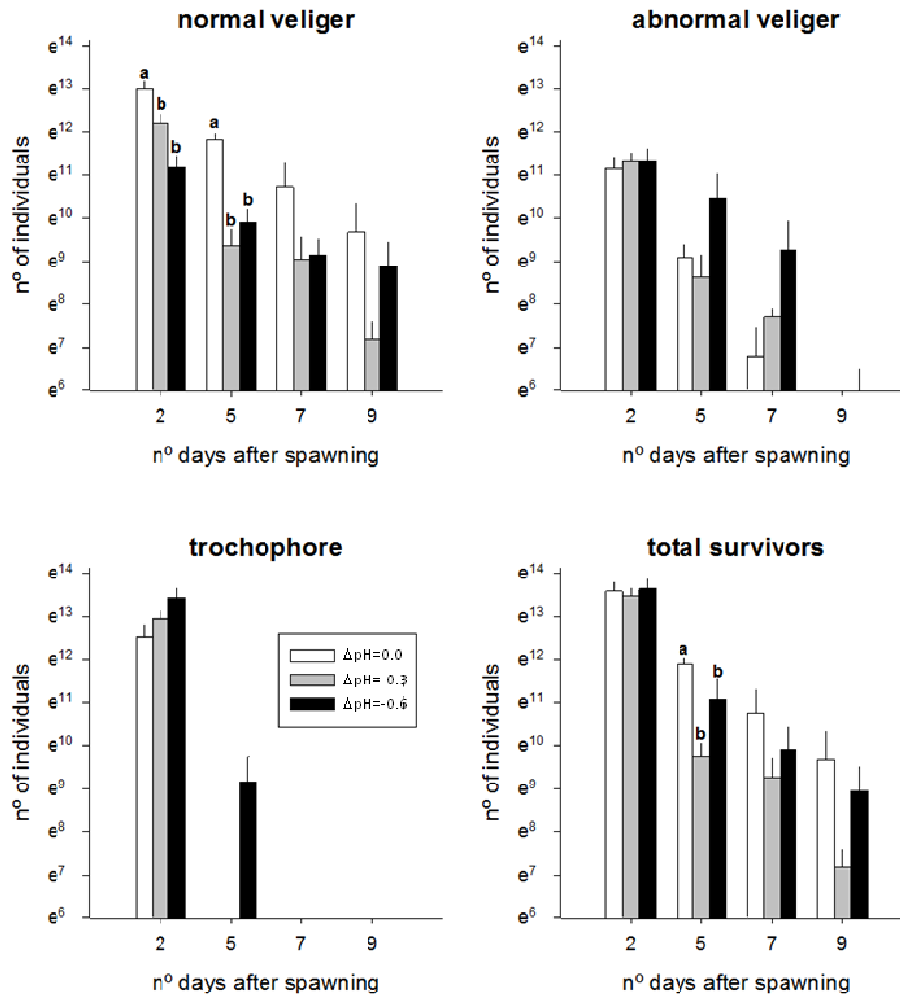 normal veliger
nº of individuals
e¹⁴
e¹³
e¹²
e¹¹
e¹⁰
e⁹
e⁸
e⁷
e⁶
a
b
b
a
b
b
2 5 7 9
nº days after spawning
abnormal veliger
nº of individuals
e¹⁴
e¹³
e¹²
e¹¹
e¹⁰
e⁹
e⁸
e⁷
e⁶
2 5 7 9
nº days after spawning
trochophore
nº of individuals
e¹⁴
e¹³
e¹²
e¹¹
e¹⁰
e⁹
e⁸
e⁷
e⁶
ΔpH=0.0
ΔpH= 0.3
ΔpH=-0.6
2 5 7 9
nº days after spawning
total survivors
nº of individuals
e¹⁴
e¹³
e¹²
e¹¹
e¹⁰
e⁹
e⁸
e⁷
e⁶
a
b
b
2 5 7 9
nº days after spawning